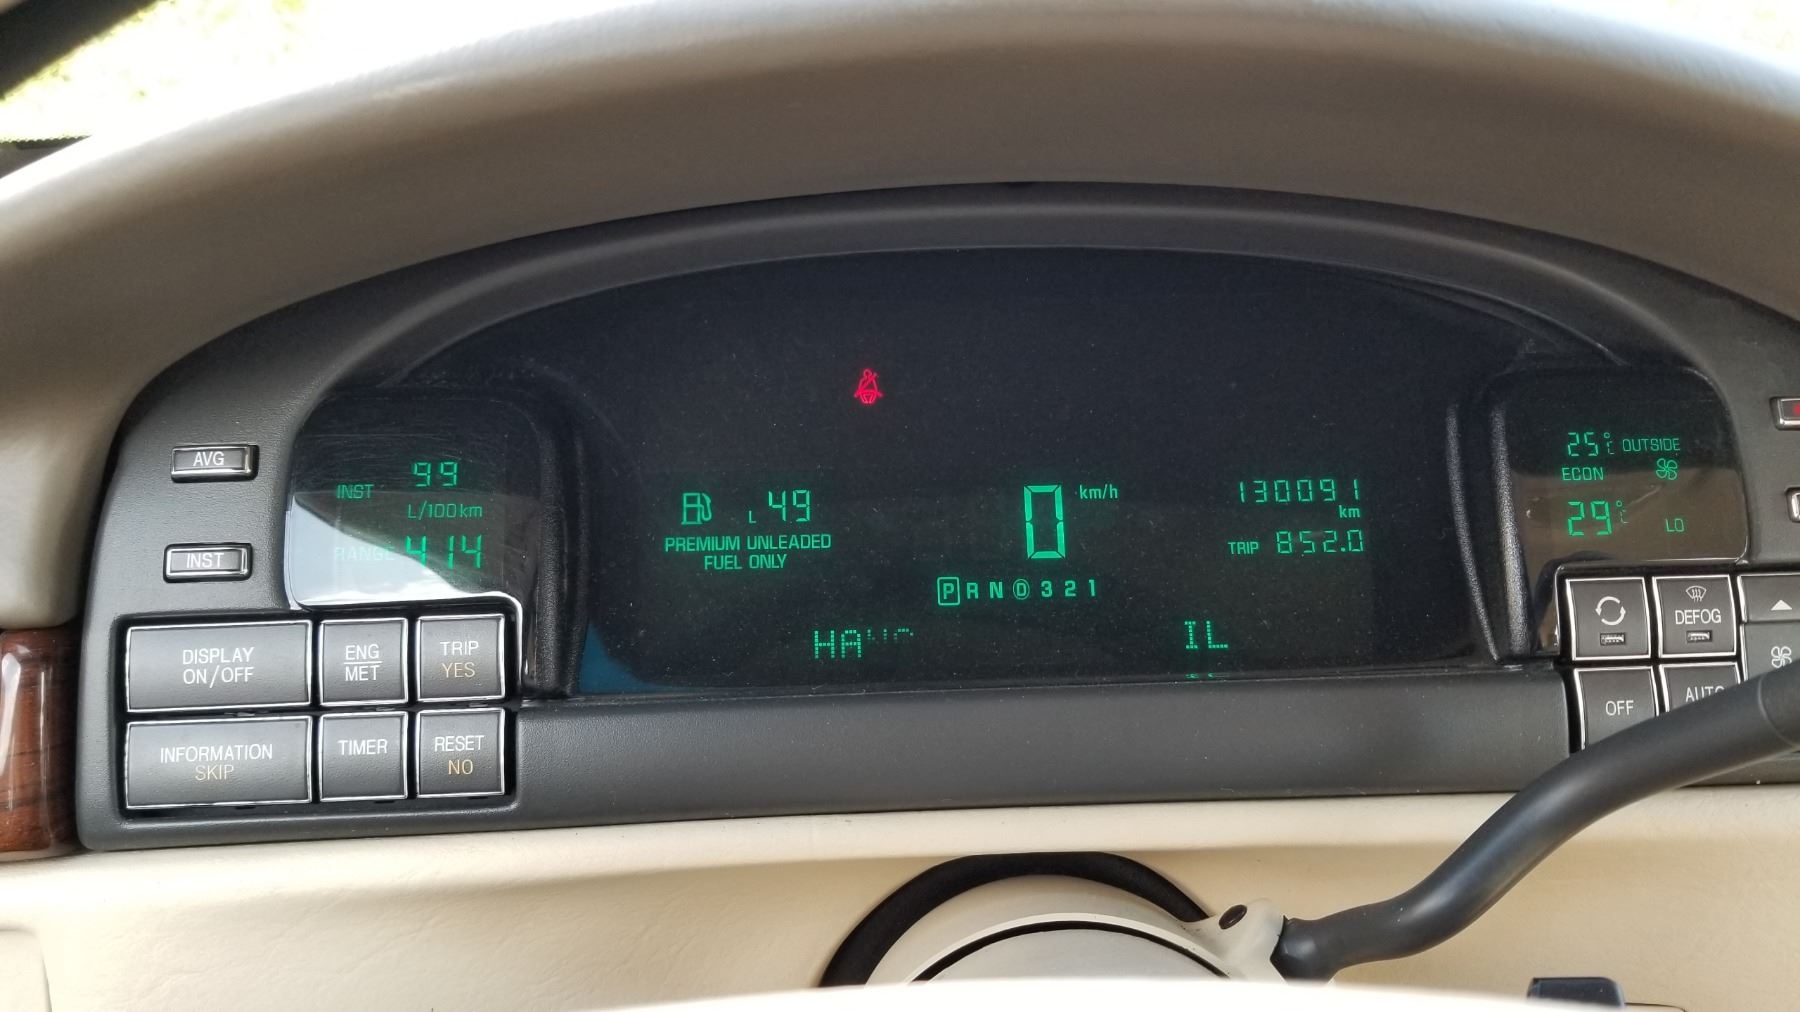 AVG
INST
INST 99
L/100km
RANGE 414
L 49
PREMIUM UNLEADED
FUEL ONLY
0 km/h
P R N D 3 2 1
130091
km
TRIP 852.0
25°C OUTSIDE
ECON
29°C LO
DISPLAY
ON/OFF
ENG
MET
TRIP
YES
INFORMATION
SKIP
TIMER
RESET
NO
DEFOG
OFF
AUTO